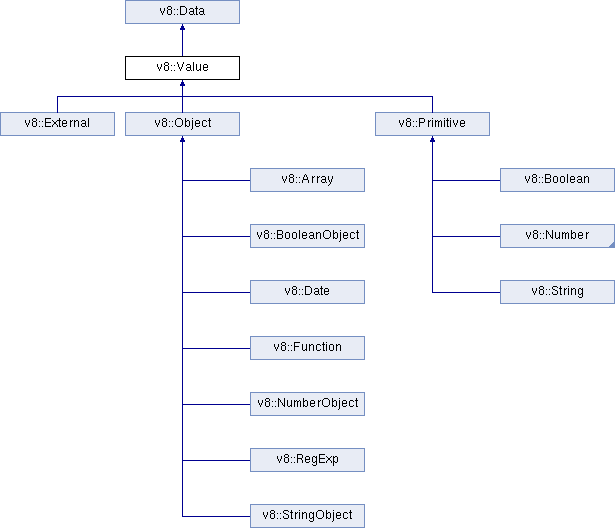 v8::Data
v8::Value
v8::External
v8::Object
v8::Primitive
v8::Array
v8::Boolean
v8::BooleanObject
v8::Number
v8::Date
v8::String
v8::Function
v8::NumberObject
v8::RegExp
v8::StringObject